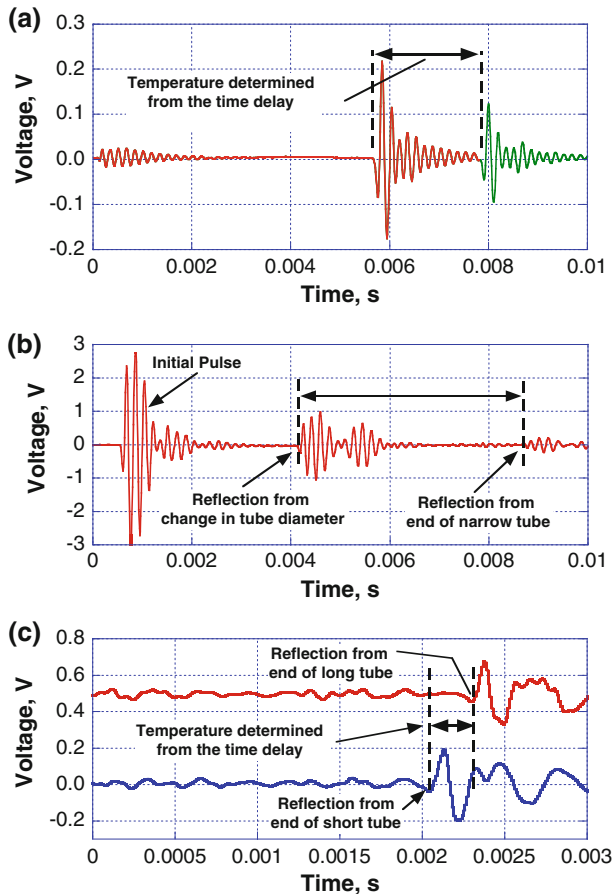 (a)
0.3
0.2
0.1
0.0
-0.1
-0.2
Voltage, V
Temperature determined
from the time delay
0
0.002
0.004
0.006
0.008
0.01
Time, s
(b)
3
2
1
0
-1
-2
3
Voltage, V
Initial Pulse
Reflection from
change in tube diameter
Reflection from
end of narrow tube
0
0.002
0.004
0.006
0.008
0.01
Time, s
(c)
0.8
0.6
0.4
0.2
0.0
-0.2
Voltage, V
Reflection from
end of long tube
Temperature determined
from the time delay
Reflection from
end of short tube
0
0.0005
0.001
0.0015
0.002
0.0025
0.003
Time, s